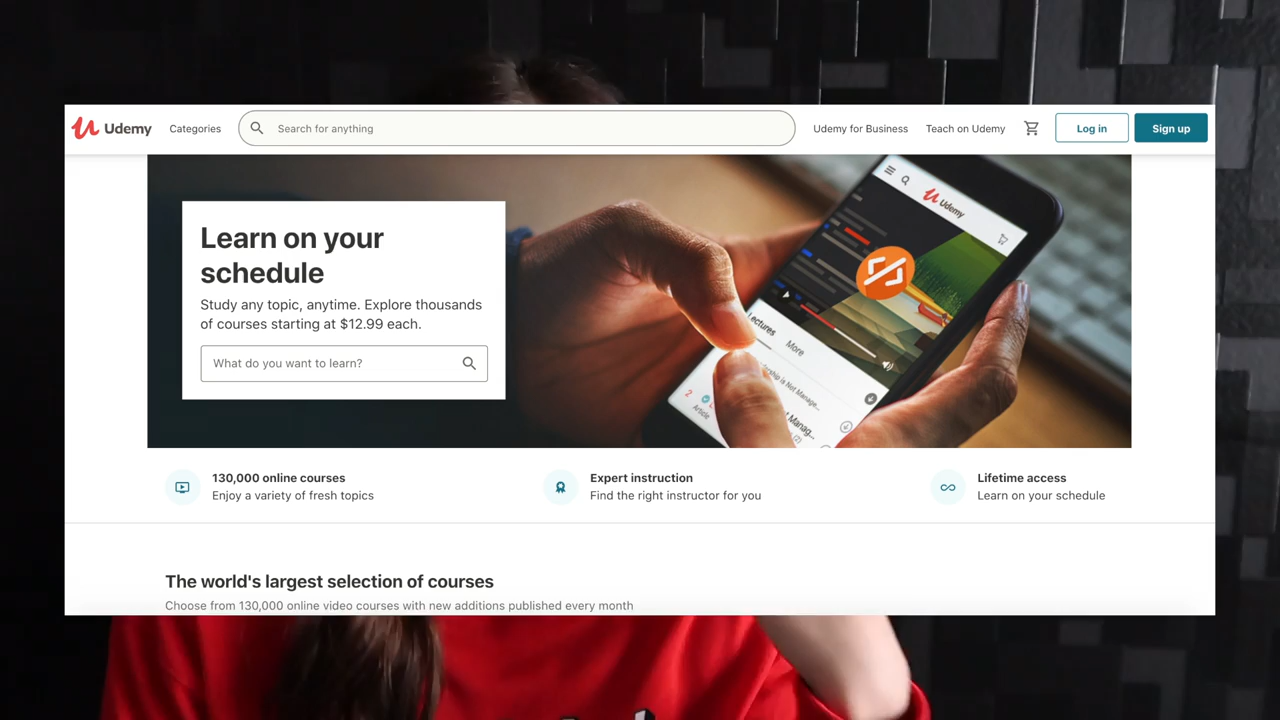 Udemy
Categories
Search for anything
Udemy for Business
Teach on Udemy
Log in
Sign up
Learn on your
schedule
Study any topic, anytime. Explore thousands
of courses starting at $12.99 each.
What do you want to learn?
Udemy
Lectures
More
2
Article
130,000 online courses
Enjoy a variety of fresh topics
Expert instruction
Find the right instructor for you
Lifetime access
Learn on your schedule
The world's largest selection of courses
Choose from 130,000 online video courses with new additions published every month